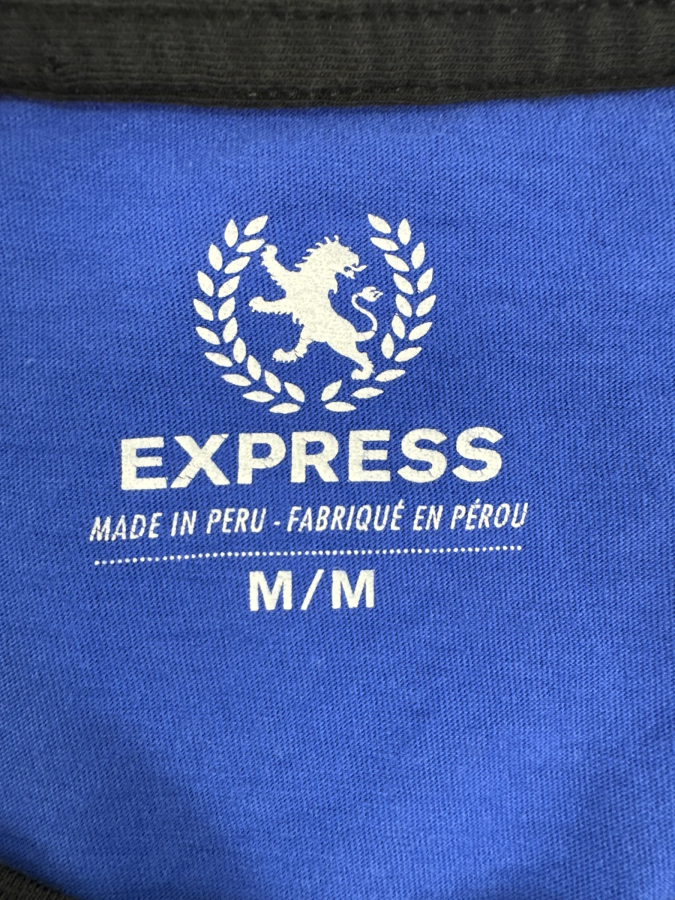 EXPRESS
MADE IN PERU - FABRIQUÉ EN PÉROU
M/M